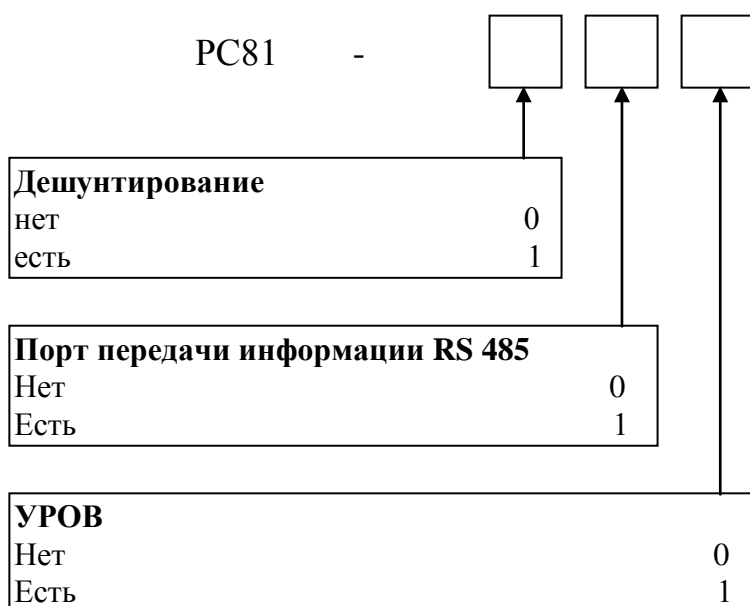 РС81 -
Дешунтирование
нет 0
есть 1
Порт передачи информации RS 485
Нет 0
Есть 1
УРОВ
Нет 0
Есть 1